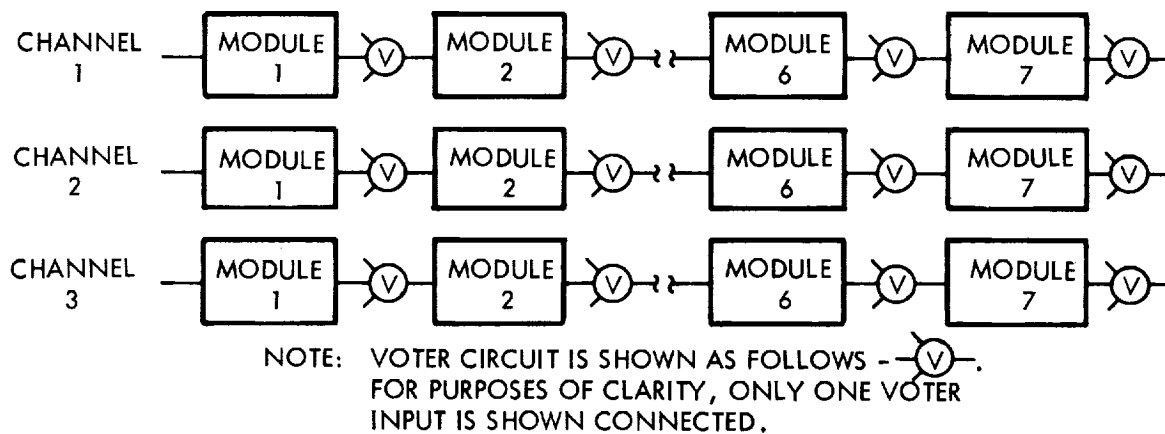 CHANNEL 1 MODULE 1 V MODULE 2 V MODULE 6 V MODULE 7 V
CHANNEL 2 MODULE 1 V MODULE 2 V MODULE 6 V MODULE 7 V
CHANNEL 3 MODULE 1 V MODULE 2 V MODULE 6 V MODULE 7 V
NOTE: VOTER CIRCUIT IS SHOWN AS FOLLOWS - V .
FOR PURPOSES OF CLARITY, ONLY ONE VOTER
INPUT IS SHOWN CONNECTED.